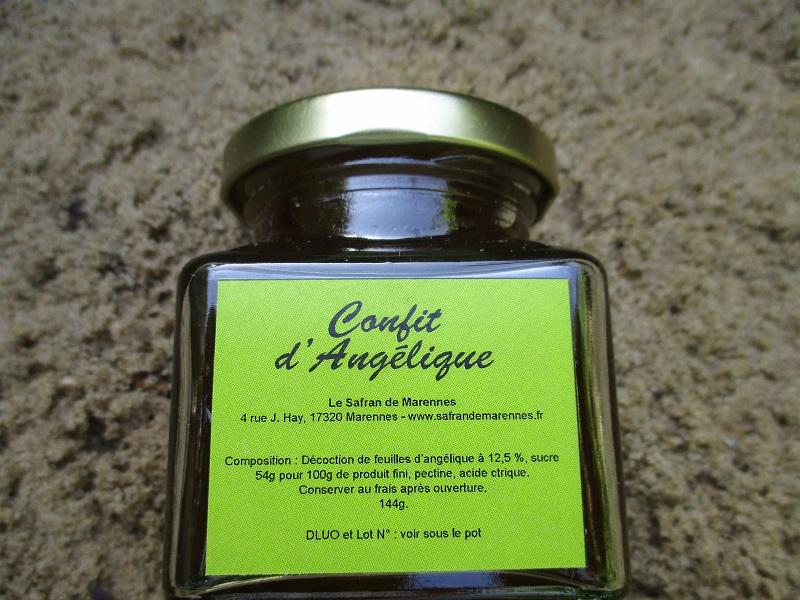 Confit
d'Angélique
Le Safran de Marennes
4 rue J. Hay, 17320 Marennes - www.safrandemarennes.fr
Composition : Décoction de feuilles d'angélique à 12,5 %, sucre
54g pour 100g de produit fini, pectine, acide ctrique.
Conserver au frais après ouverture.
144g.
DLUO et Lot N° : voir sous le pot